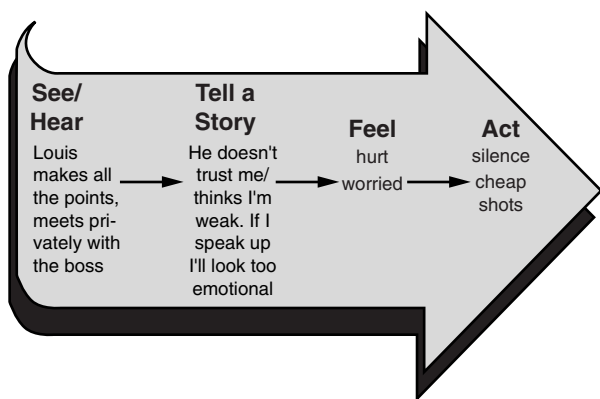 See/
Hear
Louis
makes all
the points,
meets pri-
vately with
the boss
Tell a
Story
He doesn't
trust me/
thinks I'm
weak. If I
speak up
I'll look too
emotional
Feel
hurt
worried
Act
silence
cheap
shots